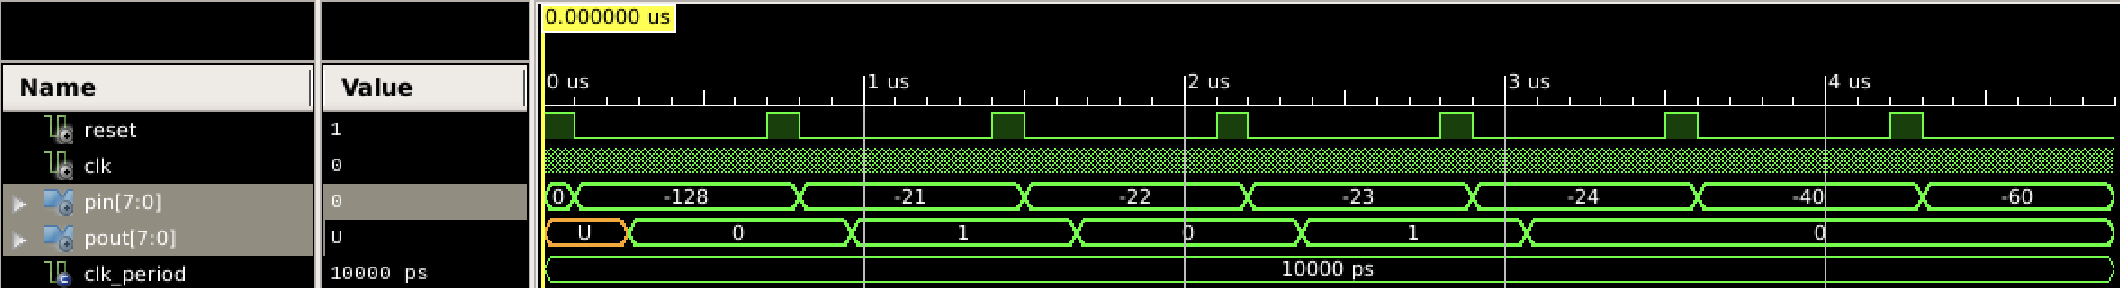 0.000000 us
Name Value 0 us 1 us 2 us 3 us 4 us
reset 1
clk 0
pin[7:0] 0 0 -128 -21 -22 -23 -24 -40 -60
pout[7:0] U U 0 1 0 1 0
clk_period 10000 ps 10000 ps